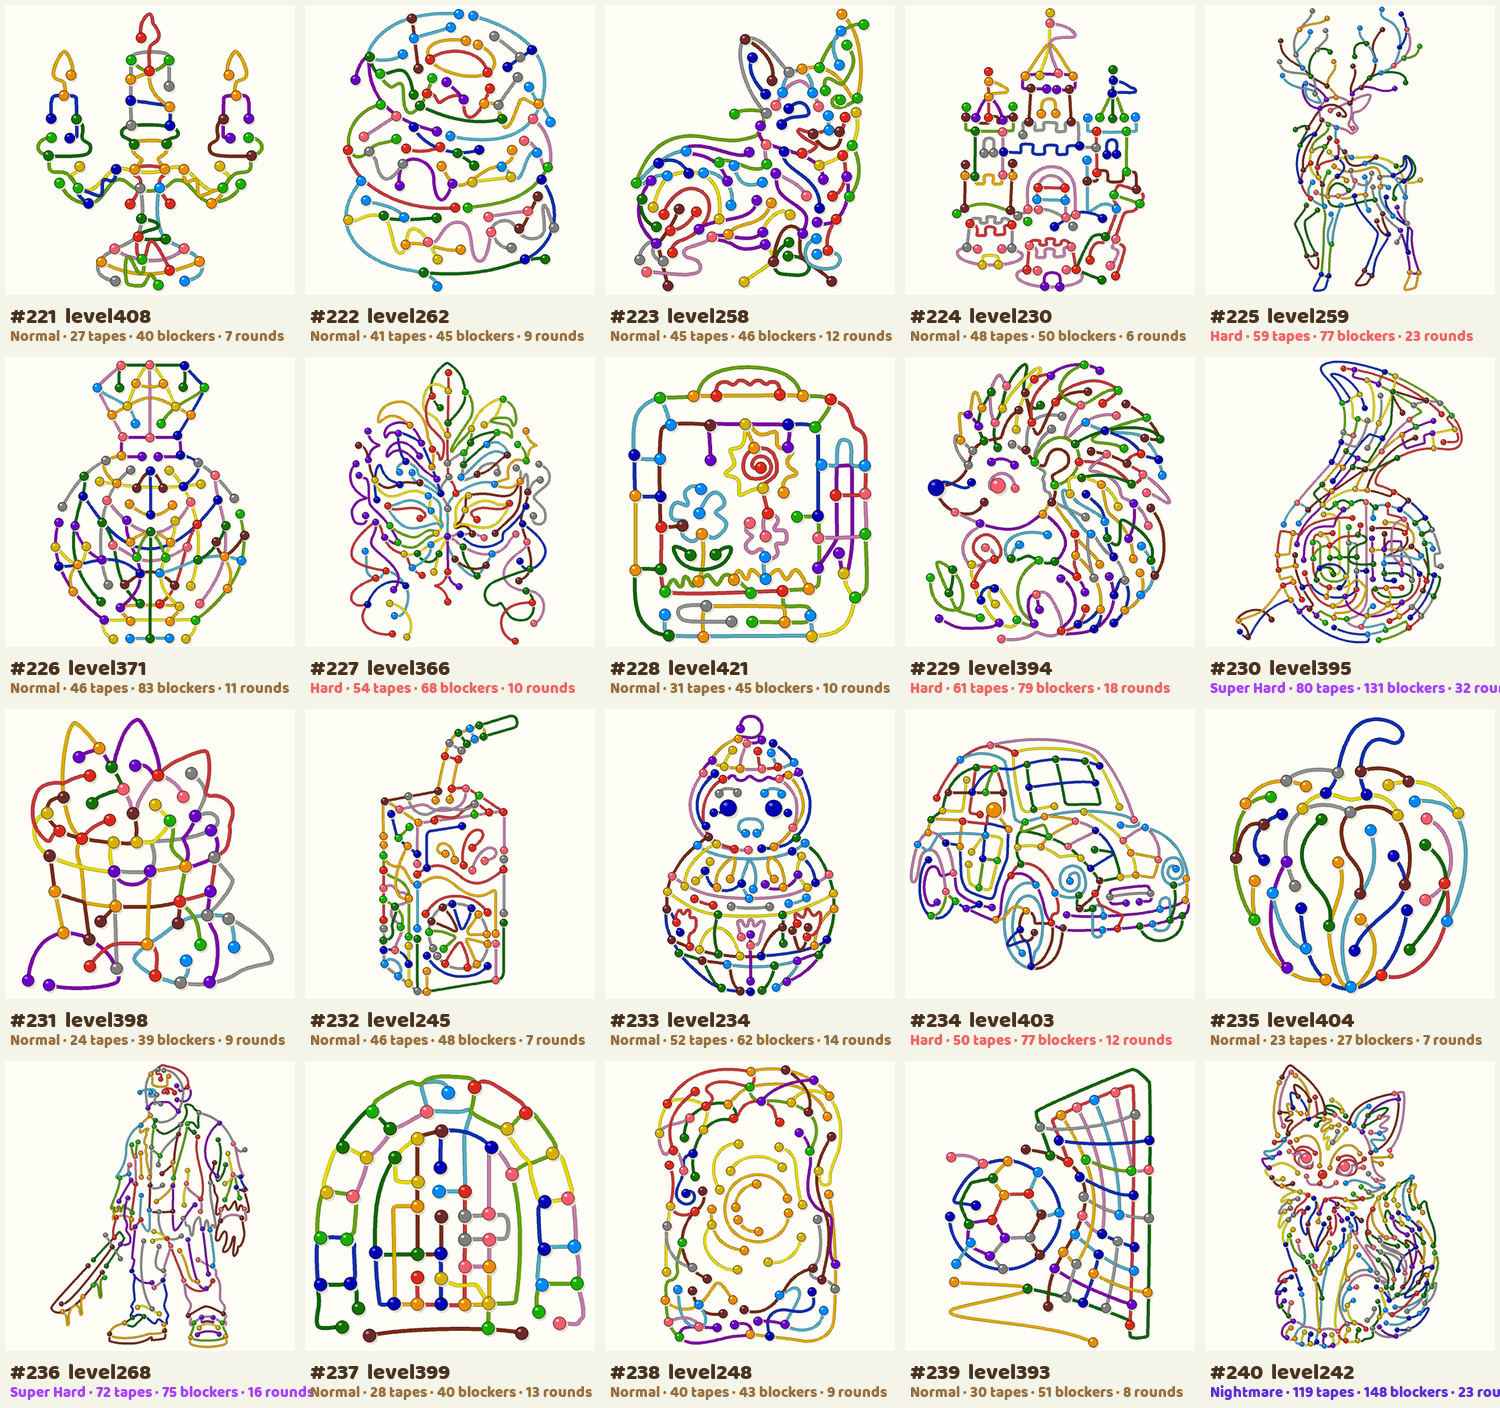 #221 level408
Normal · 27 tapes · 40 blockers · 7 rounds
#222 level262
Normal · 41 tapes · 45 blockers · 9 rounds
#223 level258
Normal · 45 tapes · 46 blockers · 12 rounds
#224 level230
Normal · 48 tapes · 50 blockers · 6 rounds
#225 level259
Hard · 59 tapes · 77 blockers · 23 rounds
#226 level371
Normal · 46 tapes · 83 blockers · 11 rounds
#227 level366
Hard · 54 tapes · 68 blockers · 10 rounds
#228 level421
Normal · 31 tapes · 45 blockers · 10 rounds
#229 level394
Hard · 61 tapes · 79 blockers · 18 rounds
#230 level395
Super Hard · 80 tapes · 131 blockers · 32 rou
#231 level398
Normal · 24 tapes · 39 blockers · 9 rounds
#232 level245
Normal · 46 tapes · 48 blockers · 7 rounds
#233 level234
Normal · 52 tapes · 62 blockers · 14 rounds
#234 level403
Hard · 50 tapes · 77 blockers · 12 rounds
#235 level404
Normal · 23 tapes · 27 blockers · 7 rounds
#236 level268
Super Hard · 72 tapes · 75 blockers · 16 rounds
#237 level399
Normal · 28 tapes · 40 blockers · 13 rounds
#238 level248
Normal · 40 tapes · 43 blockers · 9 rounds
#239 level393
Normal · 30 tapes · 51 blockers · 8 rounds
#240 level242
Nightmare · 119 tapes · 148 blockers · 23 rou